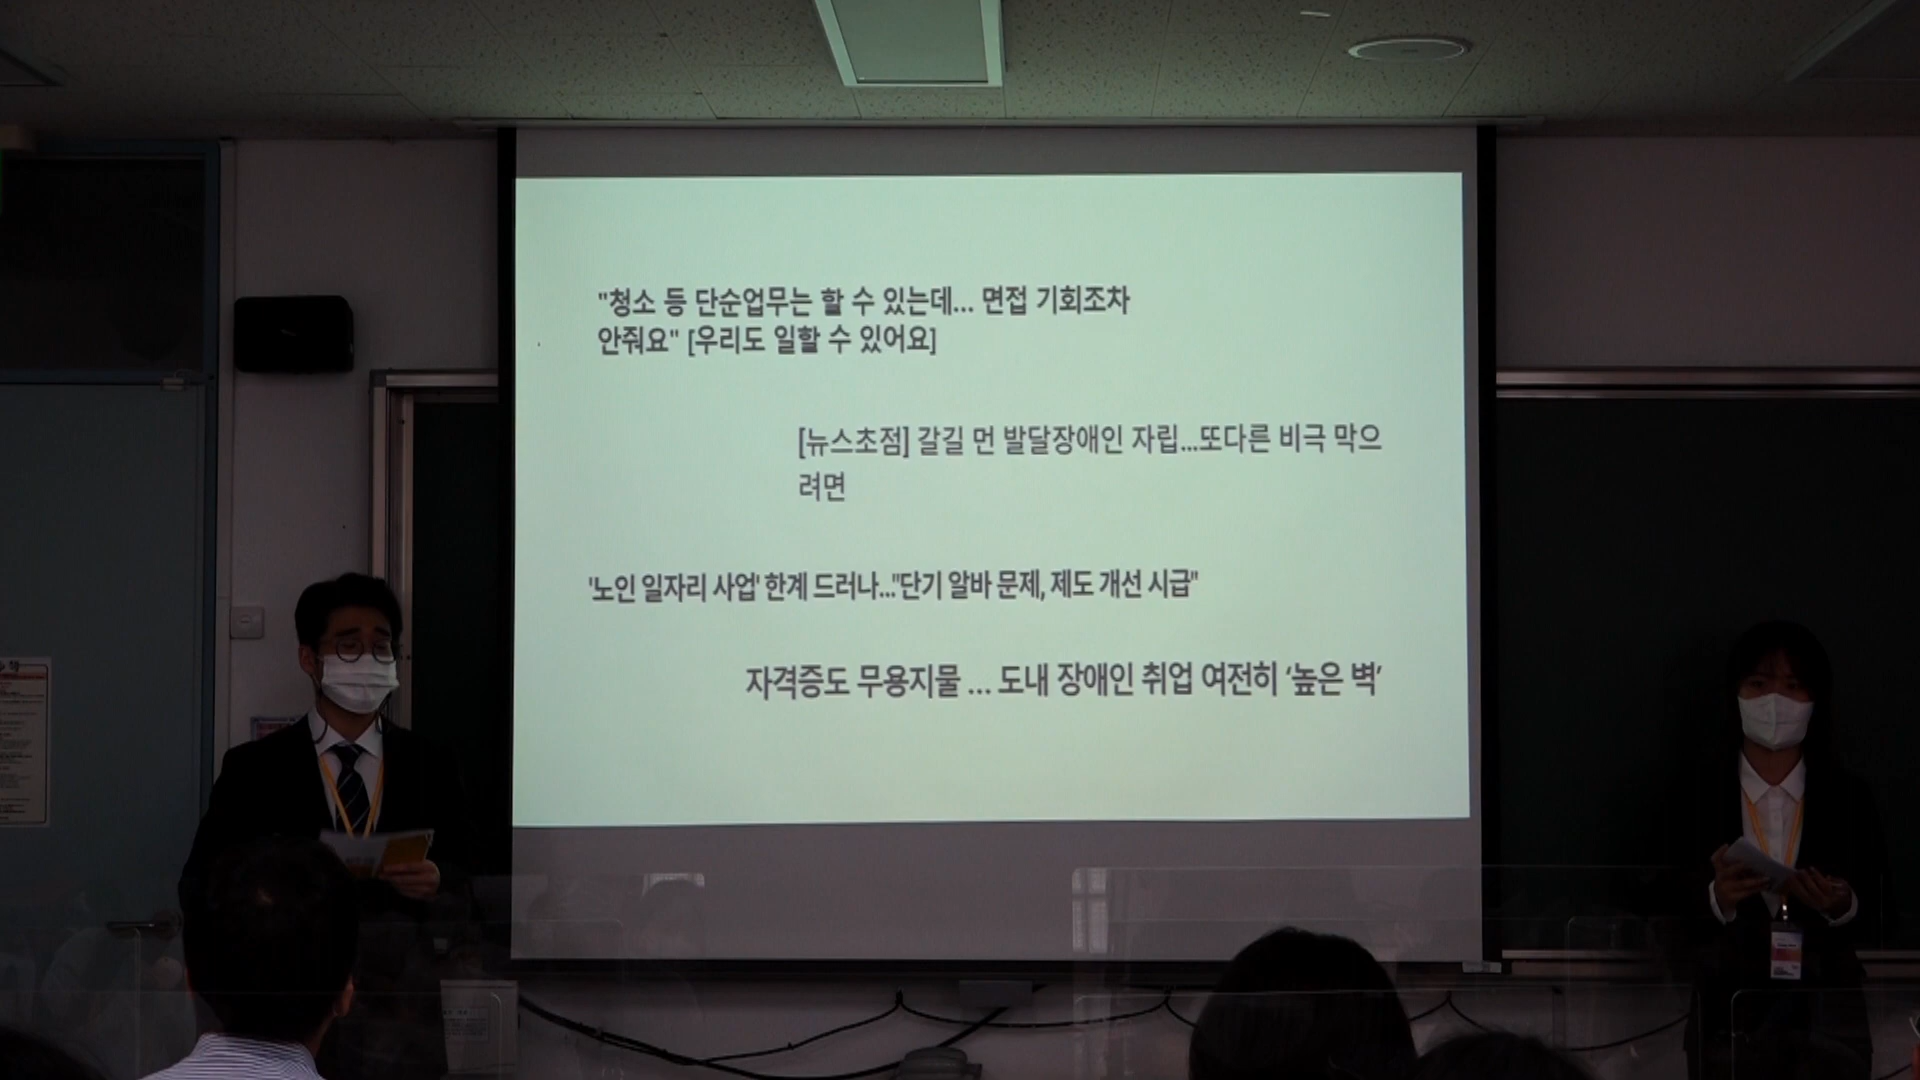 "청소 등 단순업무는 할 수 있는데... 면접 기회조차
안줘요" [우리도 일할 수 있어요]
[뉴스초점] 갈길 먼 발달장애인 자립...또다른 비극 막으
려면
'노인 일자리 사업' 한계 드러나..."단기 알바 문제, 제도 개선 시급"
자격증도 무용지물 ... 도내 장애인 취업 여전히 ‘높은 벽’